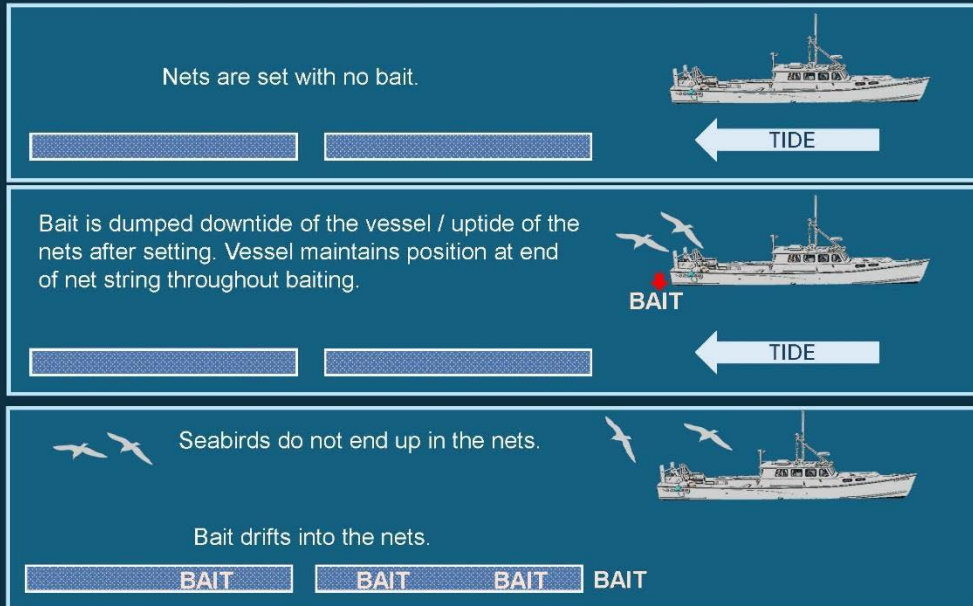 Nets are set with no bait.
TIDE
Bait is dumped downtide of the vessel / uptide of the
nets after setting. Vessel maintains position at end
of net string throughout baiting.
BAIT
TIDE
Seabirds do not end up in the nets.
Bait drifts into the nets.
BAIT BAIT BAIT BAIT